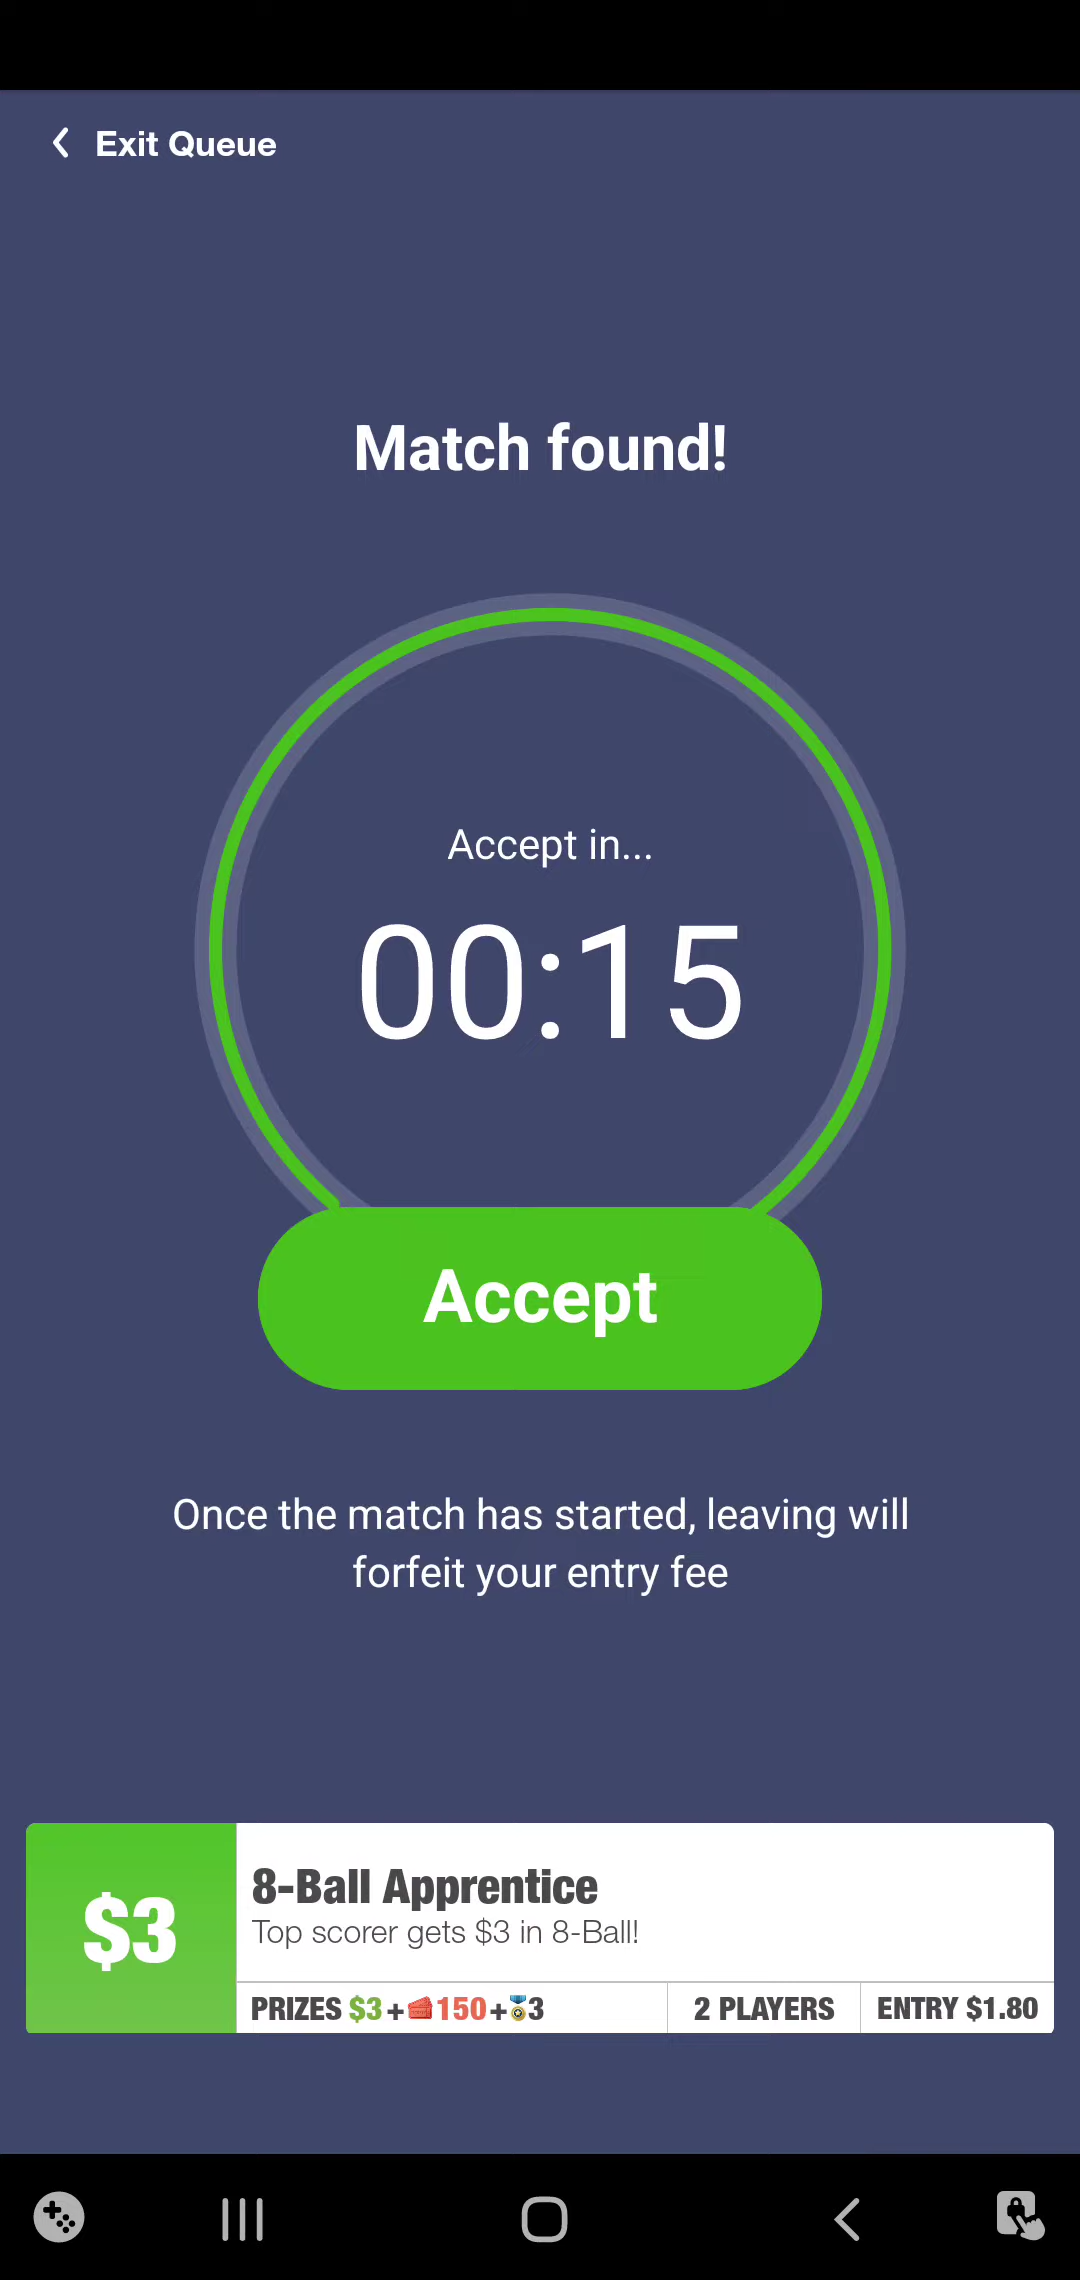 Exit Queue
Match found!
Accept in...
00:15
Accept
Once the match has started, leaving will
forfeit your entry fee
$3
8-Ball Apprentice
Top scorer gets $3 in 8-Ball!
PRIZES $3+150+3 2 PLAYERS ENTRY $1.80